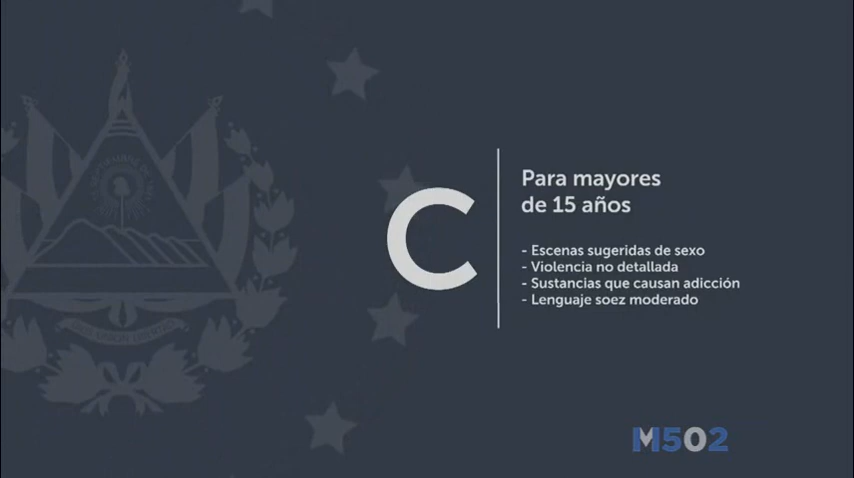 C
Para mayores
de 15 años
- Escenas sugeridas de sexo
- Violencia no detallada
- Sustancias que causan adicción
- Lenguaje soez moderado
M502